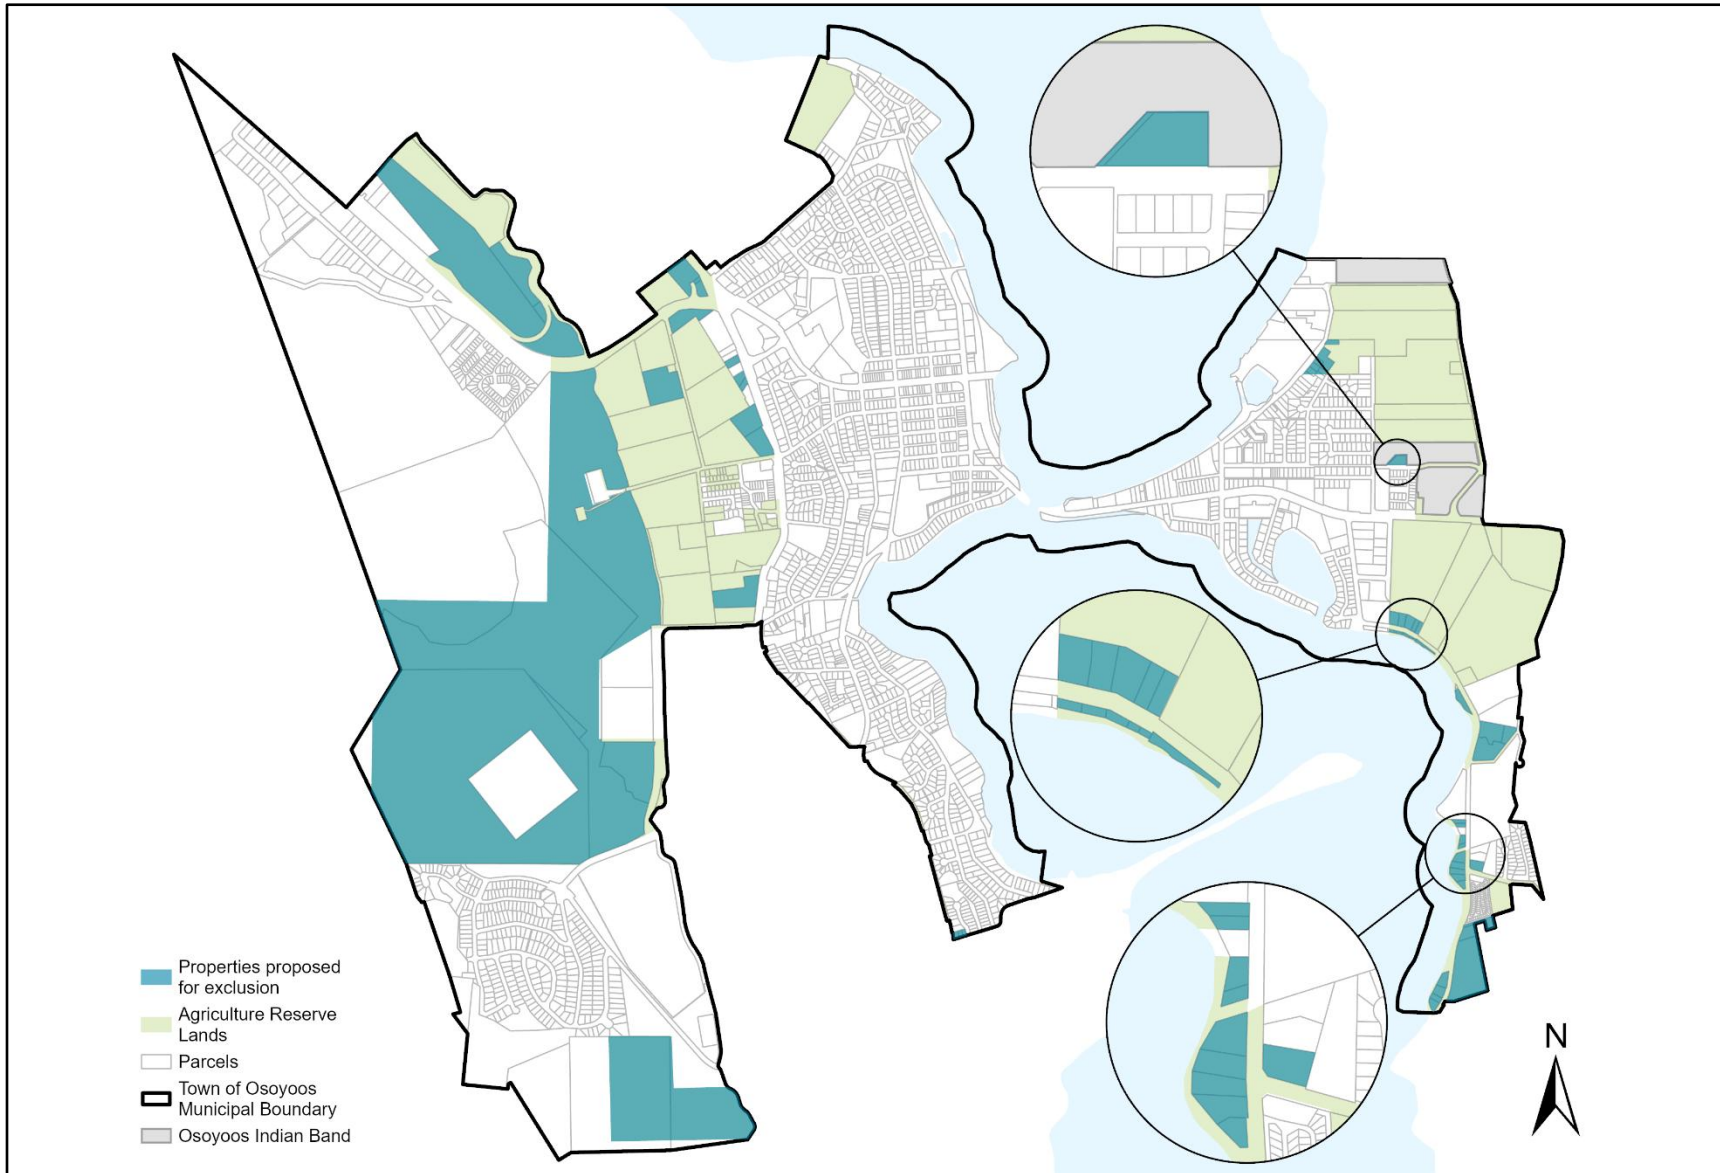 Properties proposed
for exclusion
Agriculture Reserve
Lands
Parcels
Town of Osoyoos
Municipal Boundary
Osoyoos Indian Band
N